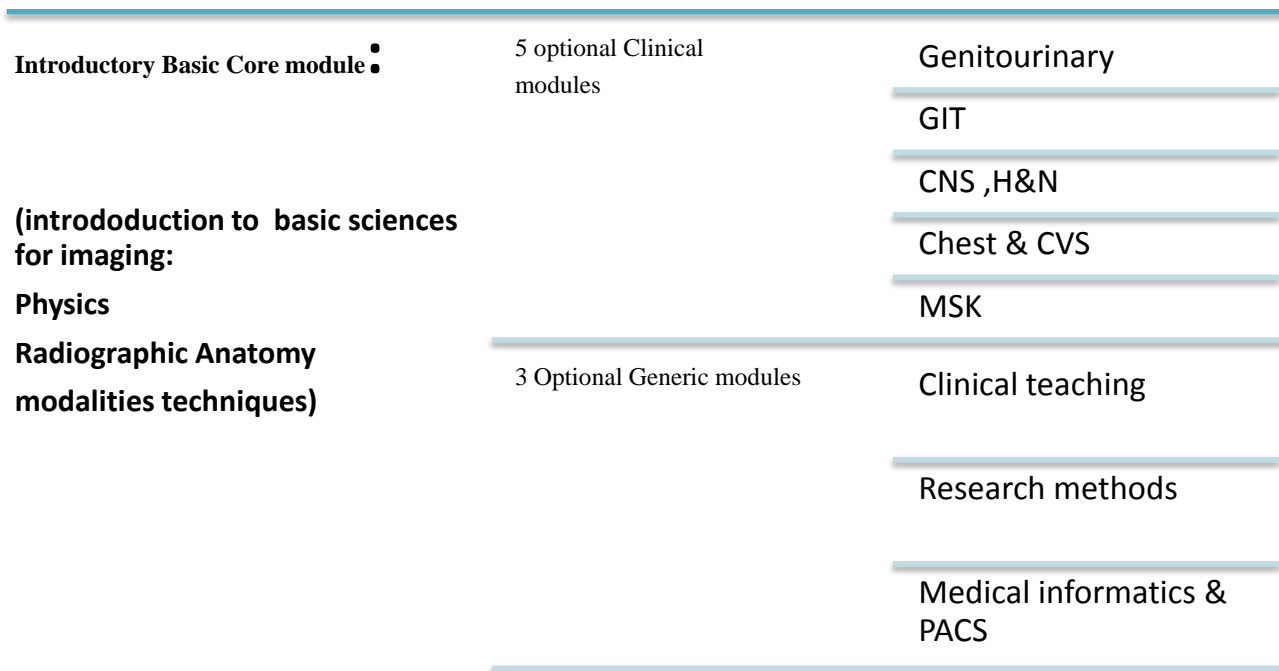 Introductory Basic Core module:
(intrododuction to  basic sciences
for imaging:
Physics
Radiographic Anatomy
modalities techniques)
5 optional Clinical
modules
Genitourinary
GIT
CNS ,H&N
Chest & CVS
MSK
3 Optional Generic modules
Clinical teaching
Research methods
Medical informatics &
PACS